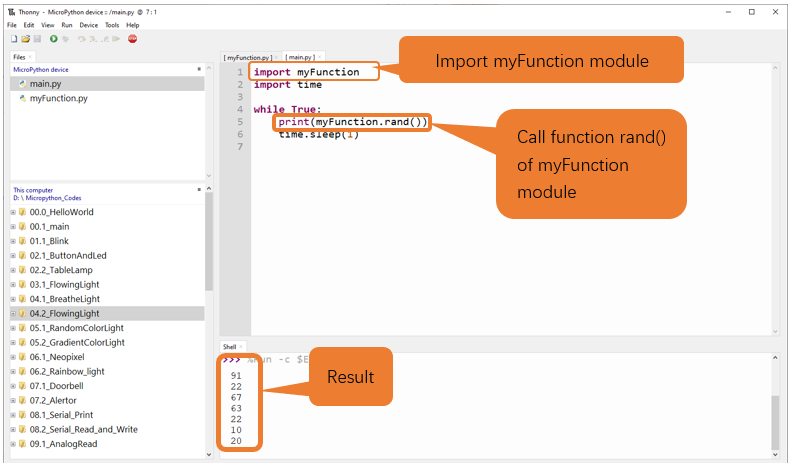 Thonny - MicroPython device :: /main.py @ 7 : 1
File Edit View Run Device Tools Help
Files
MicroPython device
main.py
myFunction.py
This computer
D: \ Micropython_Codes
00.0_HelloWorld
00.1_main
01.1_Blink
02.1_ButtonAndLed
02.2_TableLamp
03.1_FlowingLight
04.1_BreatheLight
04.2_FlowingLight
05.1_RandomColorLight
05.2_GradientColorLight
06.1_Neopixel
06.2_Rainbow_light
07.1_Doorbell
07.2_Alertor
08.1_Serial_Print
08.2_Serial_Read_and_Write
09.1_AnalogRead
[ myFunction.py ] [ main.py ]
1 import myFunction
2 import time
3
4 while True:
5 print(myFunction.rand())
6 time.sleep(1)
7
Import myFunction module
Call function rand()
of myFunction
module
Shell
>>> %Run -c $E
91
22
67
63
22
10
20
Result